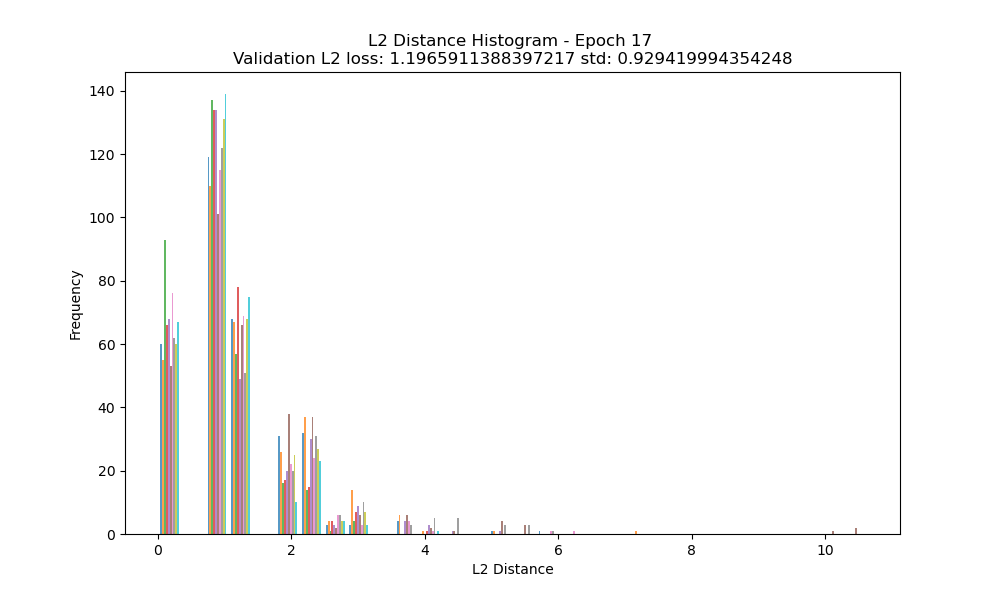 L2 Distance Histogram - Epoch 17
Validation L2 loss: 1.1965911388397217 std: 0.929419994354248
140
120
100
80
60
40
20
0
Frequency
0 2 4 6 8 10
L2 Distance